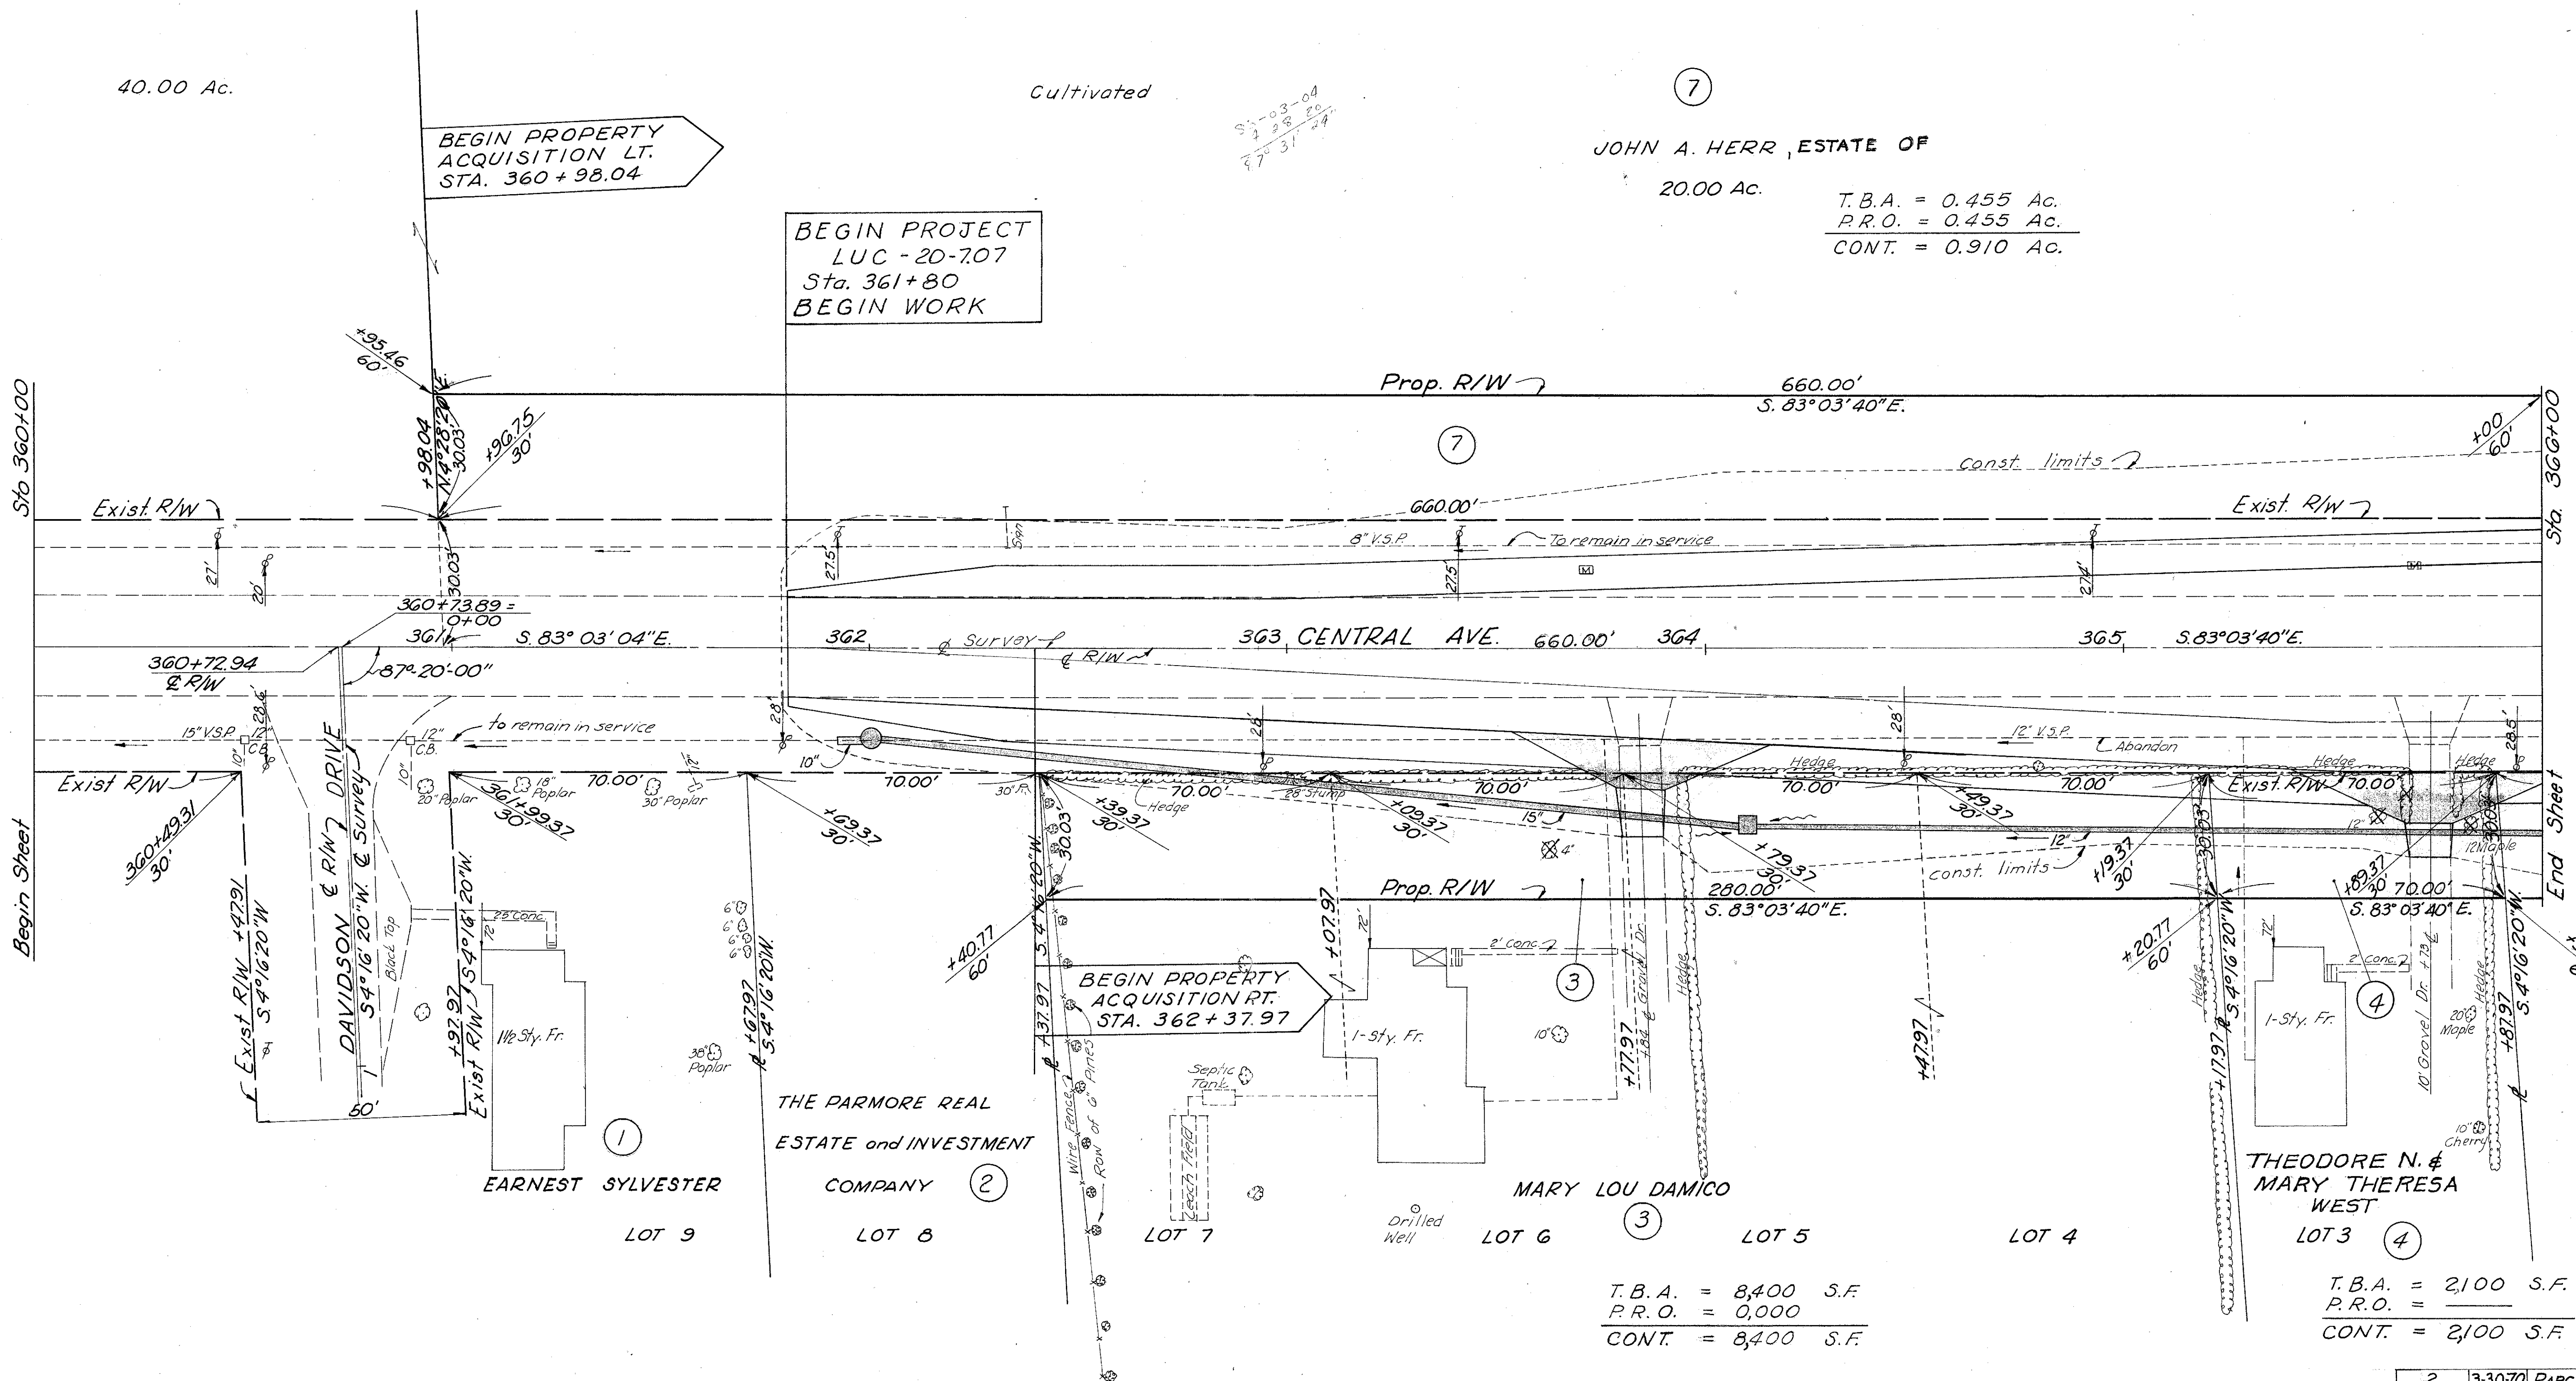 40.00 Ac.
Cultivated
7
JOHN A. HERR, ESTATE OF
20.00 Ac.
T.B.A. = 0.455 Ac.
P.R.O. = 0.455 Ac.
CONT. = 0.910 Ac.
BEGIN PROPERTY
ACQUISITION LT.
STA. 360+98.04
BEGIN PROJECT
LUC-20-7.07
Sta. 361+80
BEGIN WORK
+95.46
60'
+98.04
N.4°28'20"E.
30.03'
+96.75
30'
Prop. R/W
660.00'
S. 83°03'40"E.
+00
60'
Sta 360+00
Sta. 366+00
7
const. limits
Exist. R/W
660.00'
Exist. R/W
27'
20'
30.03'
27.5'
Sign
8" V.S.P.
To remain in service
27.5'
M
27.4'
M
360+73.89 =
0+00
361
S. 83° 03' 04"E.
362
℄ Survey
363
CENTRAL AVE.
660.00'
364
365
S.83°03'40"E.
℄ R/W
360+72.94
℄ R/W
87°-20'-00"
28.6'
15" V.S.P.
12"
C.B.
10"
12"
C.B.
10"
to remain in service
28'
10"
28'
28'
12" V.S.P.
Abandon
28.5'
Exist R/W
70.00'
70.00'
70.00'
70.00'
70.00'
70.00'
70.00'
Hedge
Hedge
Hedge
Hedge
Exist. R/W
20" Poplar
18"
Poplar
30" Poplar
12"
28" Stump
360+49.31
30'
361+99.37
30'
+69.37
30'
+39.37
30'
+09.37
30'
+79.37
30'
+49.37
30'
+19.37
30'
+89.37
30'
15"
4"
12"
12"
12" Maple
30.03'
30.03'
30.03'
const. limits
Begin Sheet
End Sheet
Prop. R/W
280.00'
S. 83°03'40"E.
70.00'
S. 83°03'40"E.
Exist R/W +47.91
S.4°16'20"W.
DAVIDSON DRIVE
℄ R/W
S4°16'20"W. ℄ Survey
Black Top
+97.97
Exist R/W S4°16'20"W.
50'
2.5' Conc.
72'
1½ Sty. Fr.
6"
6"
6"
6"
38"
Poplar
+67.97
S.4°16'20"W.
+40.77
60'
+37.97 S.4°16'20"W.
BEGIN PROPERTY
ACQUISITION RT.
STA. 362+37.97
Wire Fence
Row of 6" Pines
Septic
Tank
Leach Field
+07.97
72'
2' Conc.
1-Sty. Fr.
10"
3
+77.97
+84 ℄ Gravel Dr.
Hedge
+47.97
+20.77
60'
Hedge
+17.97
S.4°16'20"W.
72'
2' Conc.
1-Sty. Fr.
4
10' Gravel Dr. +73 ℄
Hedge
20"
Maple
+87.97
S.4°16'20"W.
10"
Cherry
1
EARNEST SYLVESTER
LOT 9
THE PARMORE REAL
ESTATE and INVESTMENT
COMPANY
2
LOT 8
LOT 7
Drilled
Well
LOT 6
MARY LOU DAMICO
3
LOT 5
LOT 4
THEODORE N. &
MARY THERESA
WEST
LOT 3
4
T.B.A. = 8,400 S.F.
P.R.O. = 0,000
CONT. = 8,400 S.F.
T.B.A. = 2,100 S.F.
P.R.O. =
CONT. = 2,100 S.F.
2
3-30-70